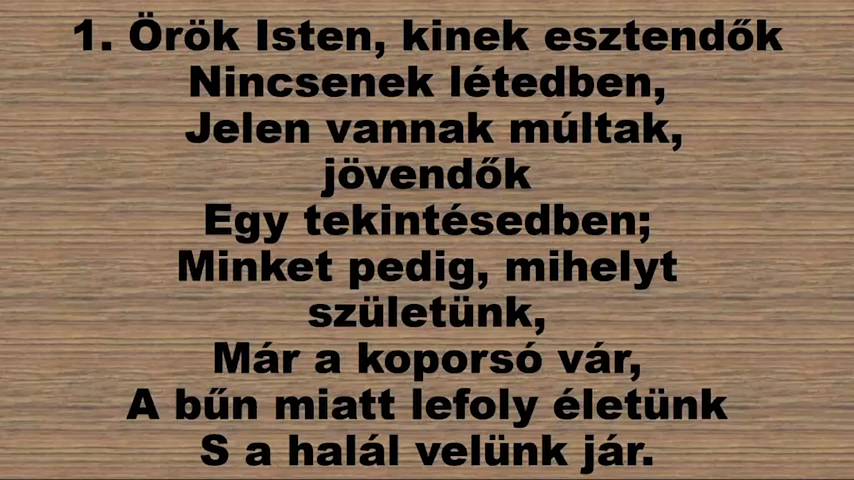 1. Örök Isten, kinek esztendők
Nincsenek létedben,
Jelen vannak múltak,
jövendők
Egy tekintésedben;
Minket pedig, mihelyt
születünk,
Már a koporsó vár,
A bűn miatt lefoly életünk
S a halál velünk jár.